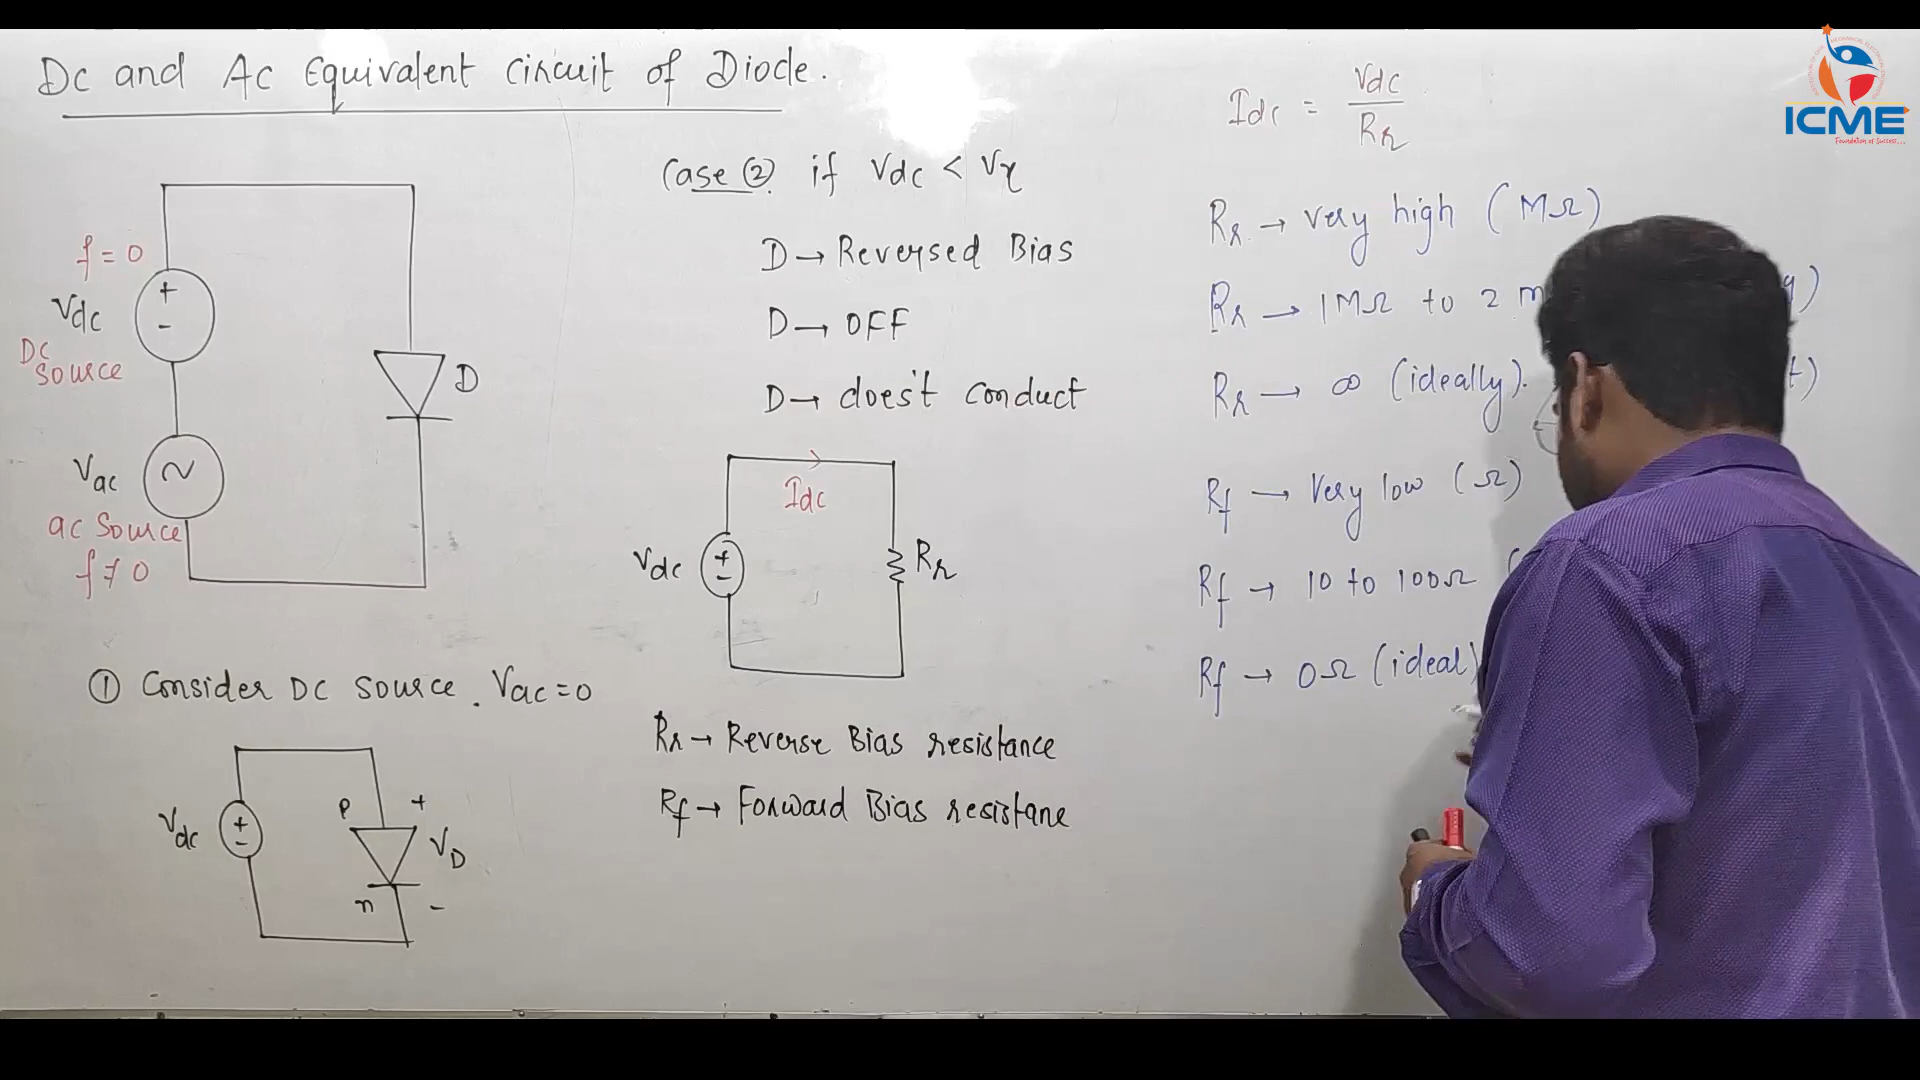 Dc and Ac Equivalent Circuit of Diode.
f = 0
Vdc
+
-
DC
Source
D
Vac
~
ac Source
f ≠ 0
① Consider DC source. Vac = 0
Vdc
+
-
P
+
VD
n
-
Case ② if Vdc < Vγ
D → Reversed Bias
D → OFF
D → does't conduct
Idc
Vdc
+
-
Rr
Rr → Reverse Bias resistance
Rf → Forward Bias resistane
Idc = Vdc / Rr
Rr → very high (MΩ)
Rr → 1MΩ to 2
Rr → ∞ (ideally).
Rf → Very low (Ω)
Rf → 10 to 100Ω
Rf → 0Ω (ideal)
ICME
Foundation of Success...